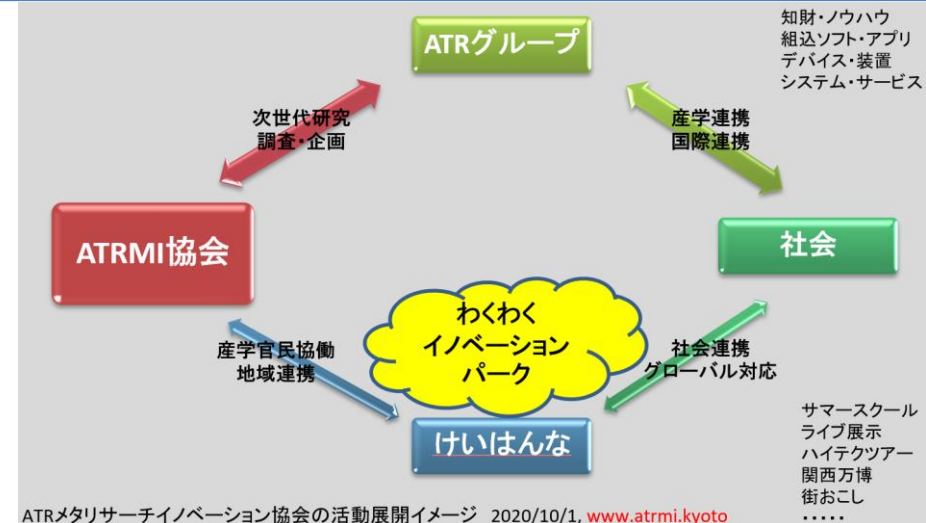 ATRグループ
知財・ノウハウ
組込ソフト・アプリ
デバイス・装置
システム・サービス
次世代研究
調査・企画
産学連携
国際連携
ATRMI協会
社会
わくわく
イノベーション
パーク
産学官民協働
地域連携
社会連携
グローバル対応
けいはんな
サマースクール
ライブ展示
ハイテクツアー
関西万博
街おこし
・・・・・
ATRメタリサーチイノベーション協会の活動展開イメージ 2020/10/1, www.atrmi.kyoto